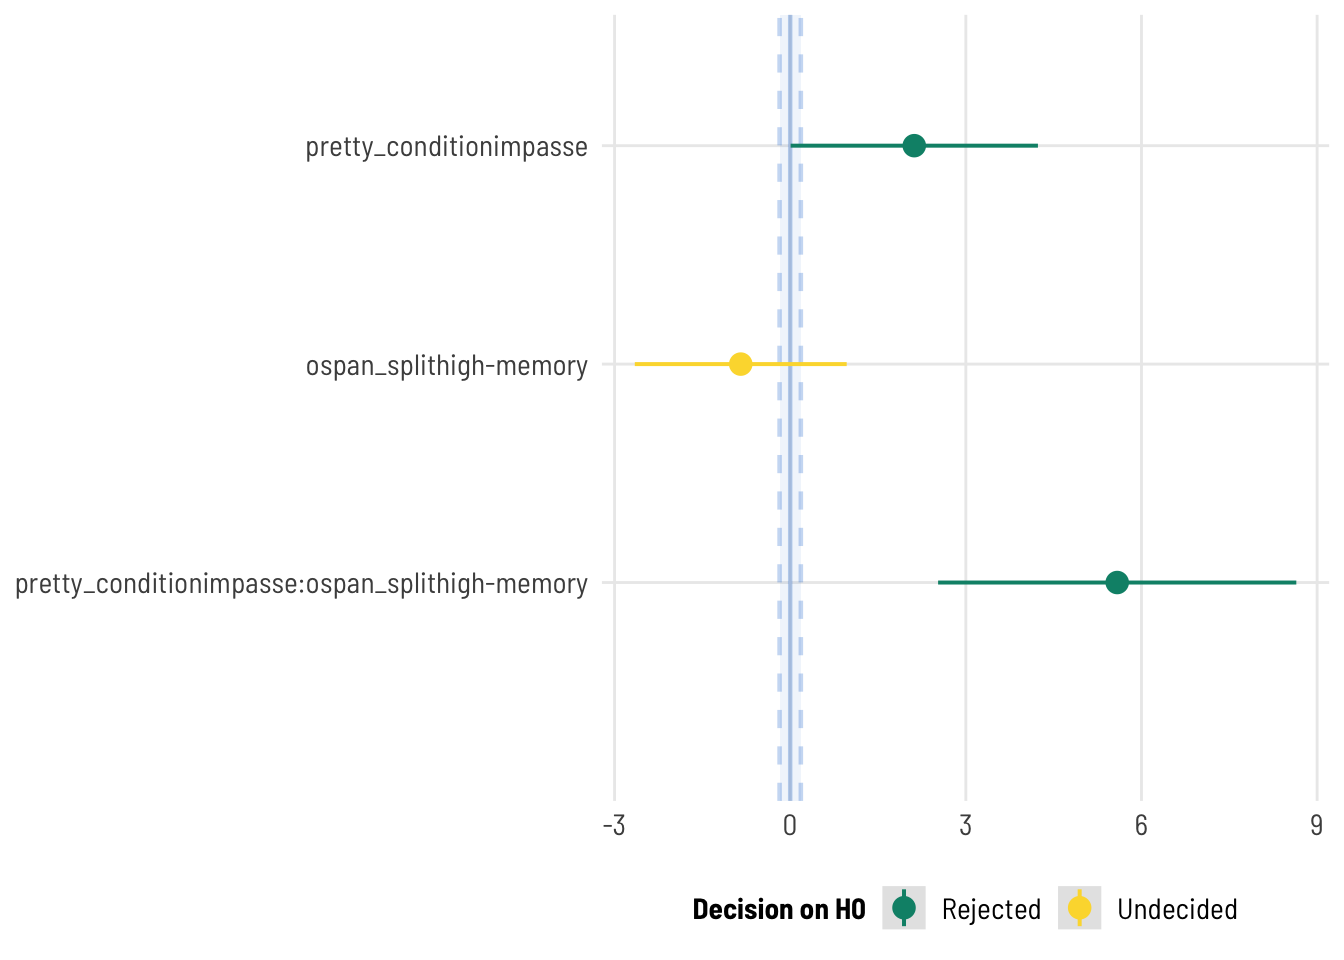 pretty_conditionimpasse
ospan_splithigh-memory
pretty_conditionimpasse:ospan_splithigh-memory
-3 0 3 6 9
Decision on H0 Rejected Undecided